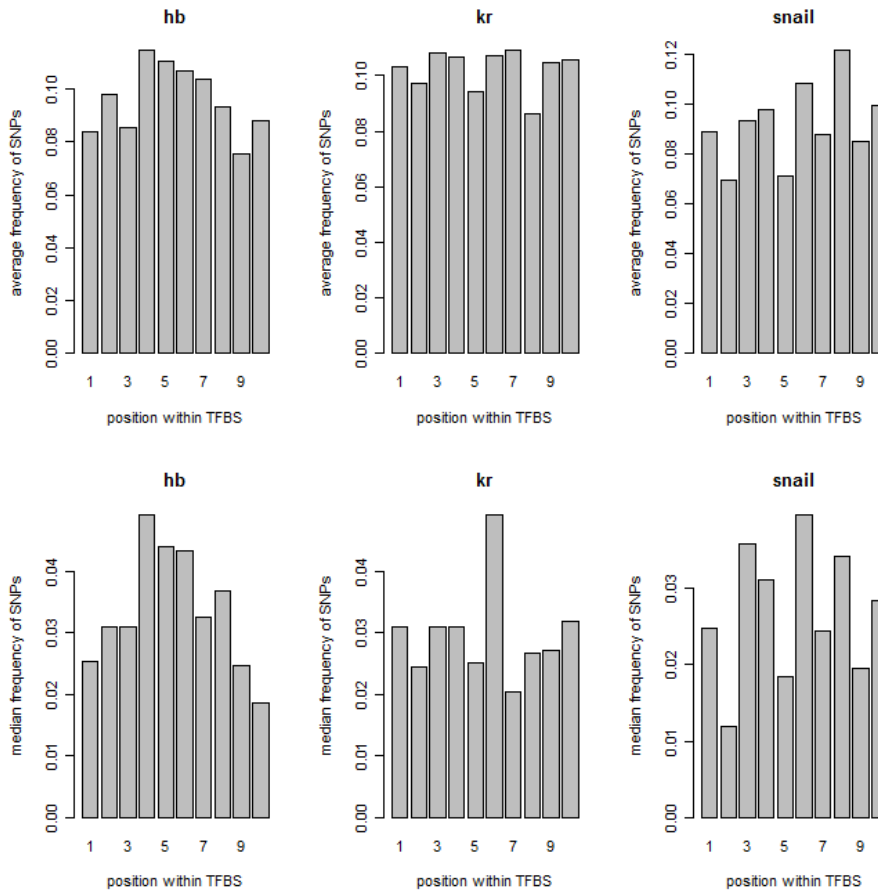 hb
average frequency of SNPs
0.00 0.02 0.04 0.06 0.08 0.10
1 3 5 7 9
position within TFBS
kr
average frequency of SNPs
0.00 0.02 0.04 0.06 0.08 0.10
1 3 5 7 9
position within TFBS
snail
average frequency of SNPs
0.00 0.02 0.04 0.06 0.08 0.10 0.12
1 3 5 7 9
position within TFBS
hb
median frequency of SNPs
0.00 0.01 0.02 0.03 0.04
1 3 5 7 9
position within TFBS
kr
median frequency of SNPs
0.00 0.01 0.02 0.03 0.04
1 3 5 7 9
position within TFBS
snail
median frequency of SNPs
0.00 0.01 0.02 0.03
1 3 5 7 9
position within TFBS